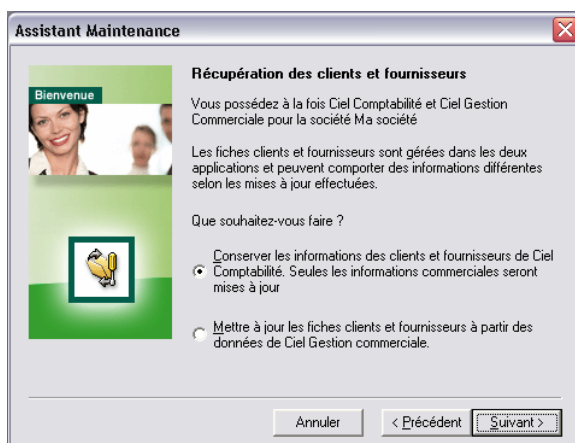 Assistant Maintenance
Bienvenue
Récupération des clients et fournisseurs
Vous possédez à la fois Ciel Comptabilité et Ciel Gestion
Commerciale pour la société Ma société
Les fiches clients et fournisseurs sont gérées dans les deux
applications et peuvent comporter des informations différentes
selon les mises à jour effectuées.
Que souhaitez-vous faire ?
Conserver les informations des clients et fournisseurs de Ciel
Comptabilité. Seules les informations commerciales seront
mises à jour
Mettre à jour les fiches clients et fournisseurs à partir des
données de Ciel Gestion commerciale.
Annuler
< Précédent
Suivant >